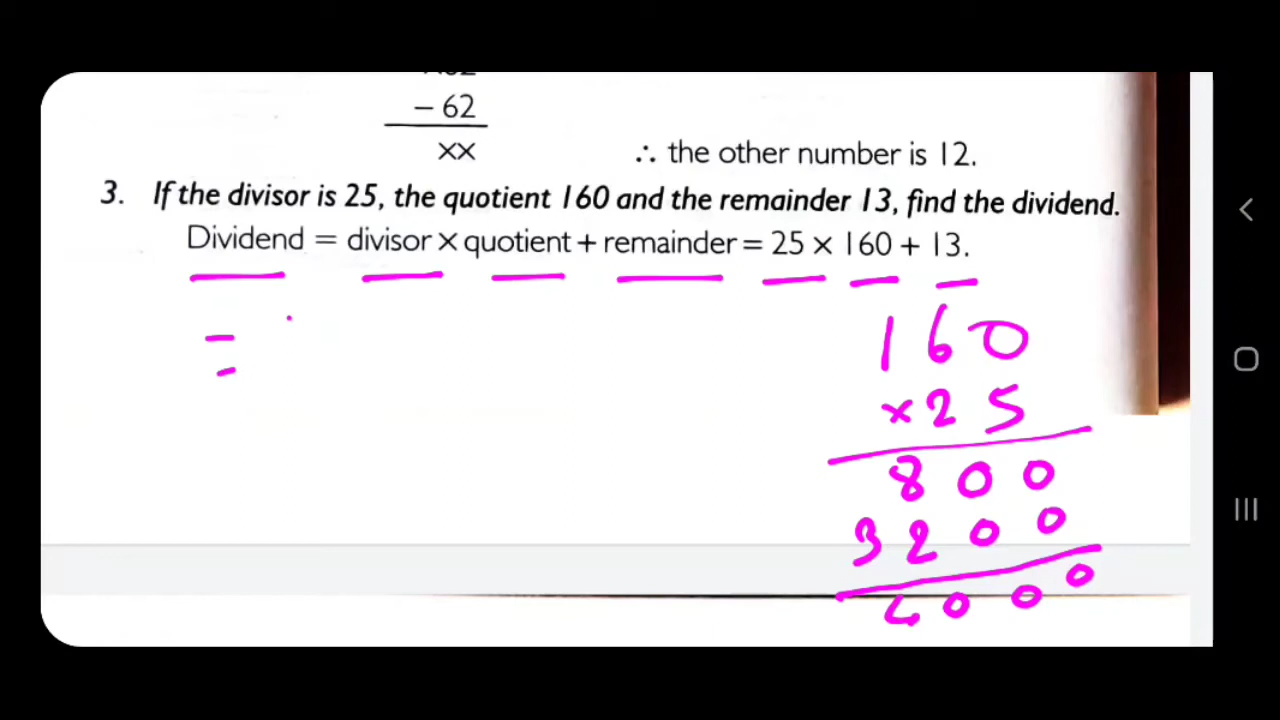 – 62
xx
∴ the other number is 12.
3. If the divisor is 25, the quotient 160 and the remainder 13, find the dividend.
Dividend = divisor × quotient + remainder = 25 × 160 + 13.
=
160
×25
800
3200
4000